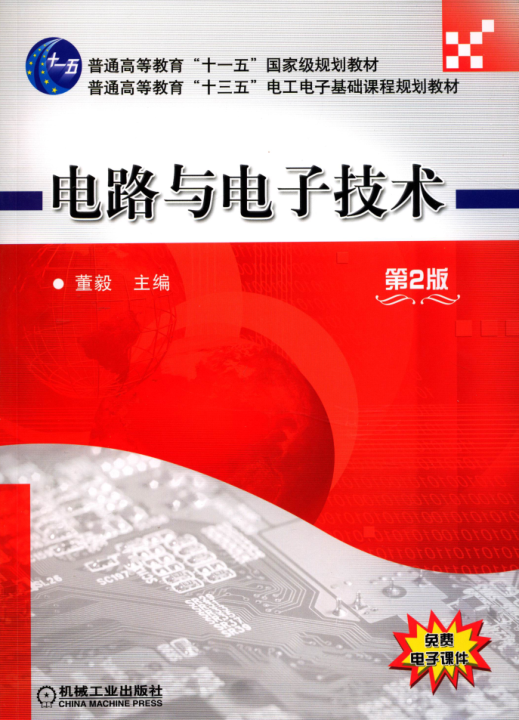 十一五
普通高等教育“十一五”国家级规划教材
普通高等教育“十三五”电工电子基础课程规划教材
电路与电子技术
董毅 主编
第2版
免费
电子课件
机械工业出版社
CHINA MACHINE PRESS